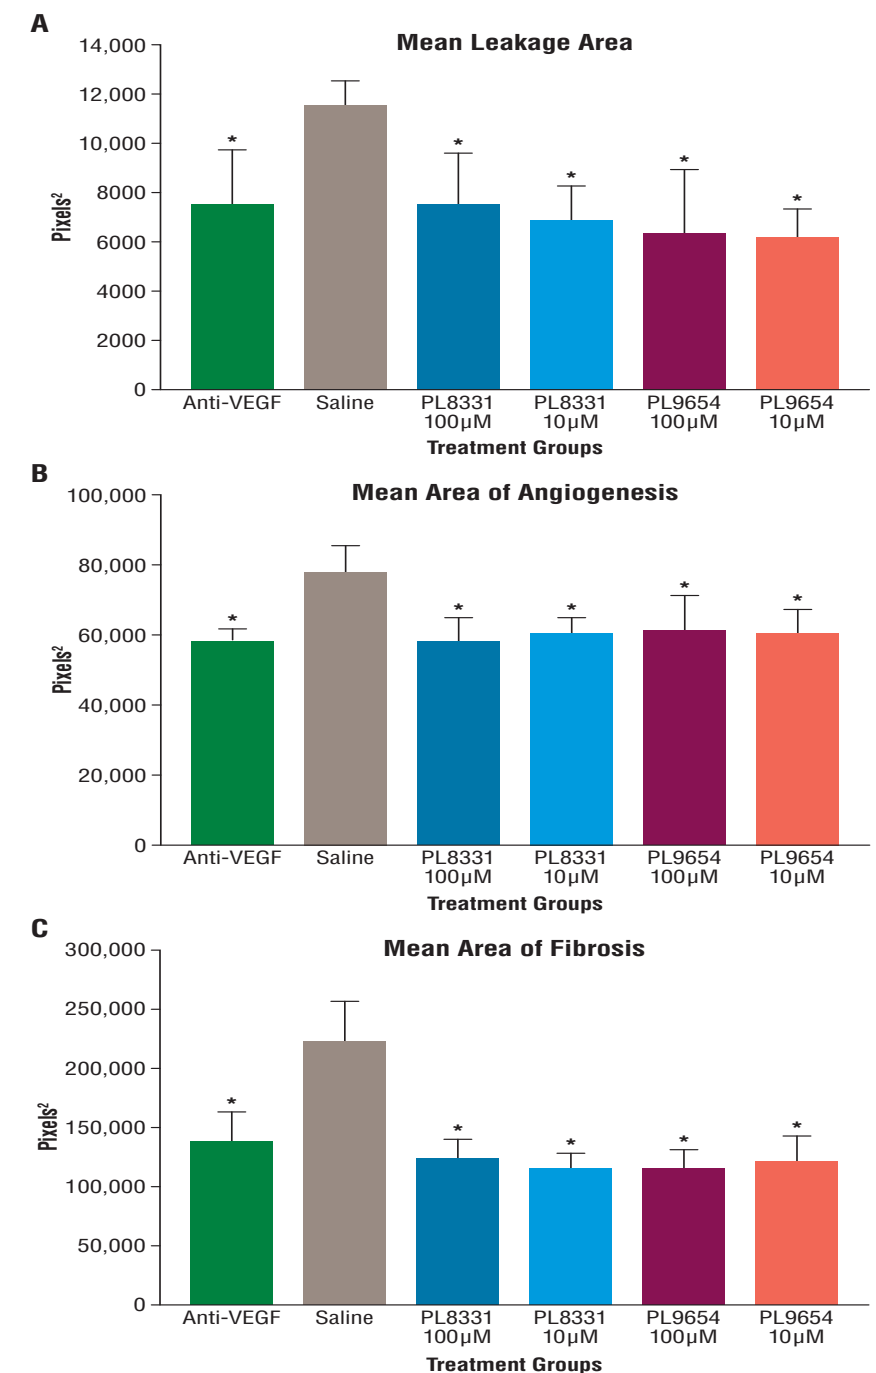 A
Mean Leakage Area
14,000
12,000
10,000
8000
6000
4000
2000
0
Pixels²
*
*
*
*
*
Anti-VEGF Saline PL8331 PL8331 PL9654 PL9654
100µM 10µM 100µM 10µM
Treatment Groups
B
Mean Area of Angiogenesis
100,000
80,000
60,000
40,000
20,000
0
Pixels²
*
*
*
*
*
Anti-VEGF Saline PL8331 PL8331 PL9654 PL9654
100µM 10µM 100µM 10µM
Treatment Groups
C
Mean Area of Fibrosis
300,000
250,000
200,000
150,000
100,000
50,000
0
Pixels²
*
*
*
*
*
Anti-VEGF Saline PL8331 PL8331 PL9654 PL9654
100µM 10µM 100µM 10µM
Treatment Groups